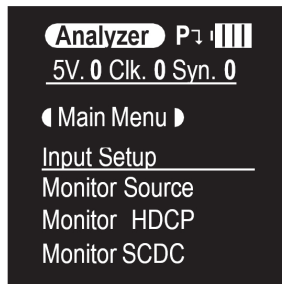 Analyzer P
5V. 0 Clk. 0 Syn. 0
Main Menu
Input Setup
Monitor Source
Monitor HDCP
Monitor SCDC